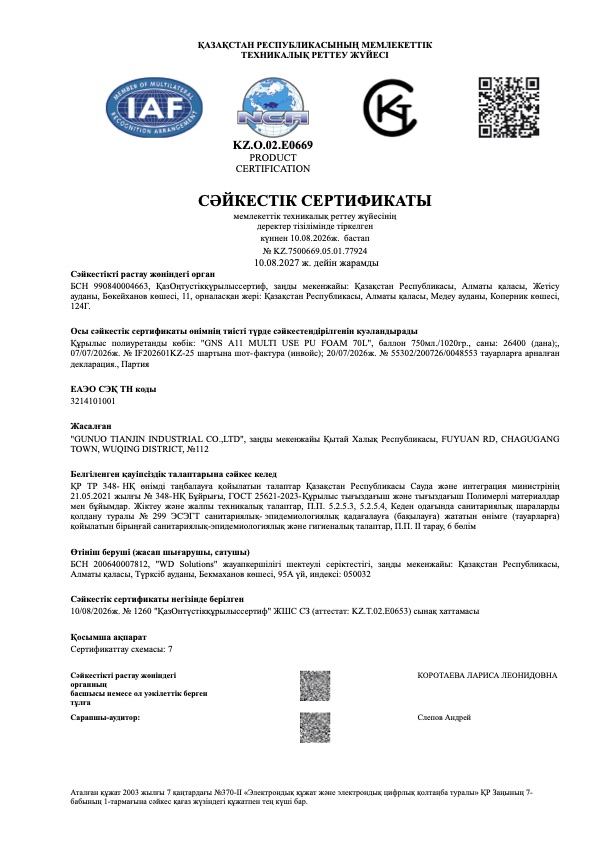 ҚАЗАҚСТАН РЕСПУБЛИКАСЫНЫҢ МЕМЛЕКЕТТІК
ТЕХНИКАЛЫҚ РЕТТЕУ ЖҮЙЕСІ
MEMBER OF MULTILATERAL
IAF
RECOGNITION ARRANGEMENT
NCA
KZ.O.02.E0669
PRODUCT
CERTIFICATION
СӘЙКЕСТІК СЕРТИФИКАТЫ
мемлекеттік техникалық реттеу жүйесінің
деректер тізілімінде тіркелген
күннен 10.08.2026ж. бастап
№ KZ.7500669.05.01.77924
10.08.2027 ж. дейін жарамды
Сәйкестікті растау жөніндегі орган
БСН 990840004663, ҚазОңтүстікқұрылыссертиф, заңды мекенжайы: Қазақстан Республикасы, Алматы қаласы, Жетісу
ауданы, Бөкейханов көшесі, 11, орналасқан жері: Қазақстан Республикасы, Алматы қаласы, Медеу ауданы, Коперник көшесі,
124Г.
Осы сәйкестік сертификаты өнімнің тиісті түрде сәйкестендірілгенін куәландырады
Құрылыс полиуретанды көбік: "GNS A11 MULTI USE PU FOAM 70L", баллон 750мл./1020гр., саны: 26400 (дана);,
07/07/2026ж. № IF202601KZ-25 шартына шот-фактура (инвойс); 20/07/2026ж. № 55302/200726/0048553 тауарларға арналған
декларация., Партия
ЕАЭО СЭҚ ТН коды
3214101001
Жасалған
"GUNUO TIANJIN INDUSTRIAL CO.,LTD", заңды мекенжайы Қытай Халық Республикасы, FUYUAN RD, CHAGUGANG
TOWN, WUQING DISTRICT, №112
Белгіленген қауіпсіздік талаптарына сәйкес келед
ҚР ТР 348- НҚ өнімді таңбалауға қойылатын талаптар Қазақстан Республикасы Сауда және интеграция министрінің
21.05.2021 жылғы № 348-НҚ Бұйрығы, ГОСТ 25621-2023-Құрылыс тығыздағыш және тығыздағыш Полимерлі материалдар
мен бұйымдар. Жіктеу және жалпы техникалық талаптар, П.П. 5.2.5.3, 5.2.5.4, Кеден одағында санитариялық шараларды
қолдану туралы № 299 ЭСЭГТ санитариялық- эпидемиологиялық қадағалауға (бақылауға) жататын өнімге (тауарларға)
қойылатын бірыңғай санитариялық-эпидемиологиялық және гигиеналық талаптар, П.П. II тарау, 6 бөлім
Өтініш беруші (жасап шығарушы, сатушы)
БСН 200640007812, "WD Solutions" жауапкершілігі шектеулі серіктестігі, заңды мекенжайы: Қазақстан Республикасы,
Алматы қаласы, Түрксіб ауданы, Бекмаханов көшесі, 95А үй, индексі: 050032
Сәйкестік сертификат негізінде берілген
10/08/2026ж. № 1260 "ҚазОнтүстікқұрылыссертиф" ЖШС СЗ (аттестат: KZ.T.02.E0653) сынақ хаттамасы
Қосымша ақпарат
Сертификаттау схемасы: 7
Сәйкестікті растау жөніндегі
органның
басшысы немесе ол уәкілеттік берген
тұлға
КОРОТАЕВА ЛАРИСА ЛЕОНИДОВНА
Сарапшы-аудитор:
Слепов Андрей
Аталған құжат 2003 жылғы 7 қаңтардағы №370-II «Электрондық құжат және электрондық цифрлық қолтаңба туралы» ҚР Заңының 7-
бабының 1-тармағына сәйкес қағаз жүзіндегі құжатпен тең күші бар.